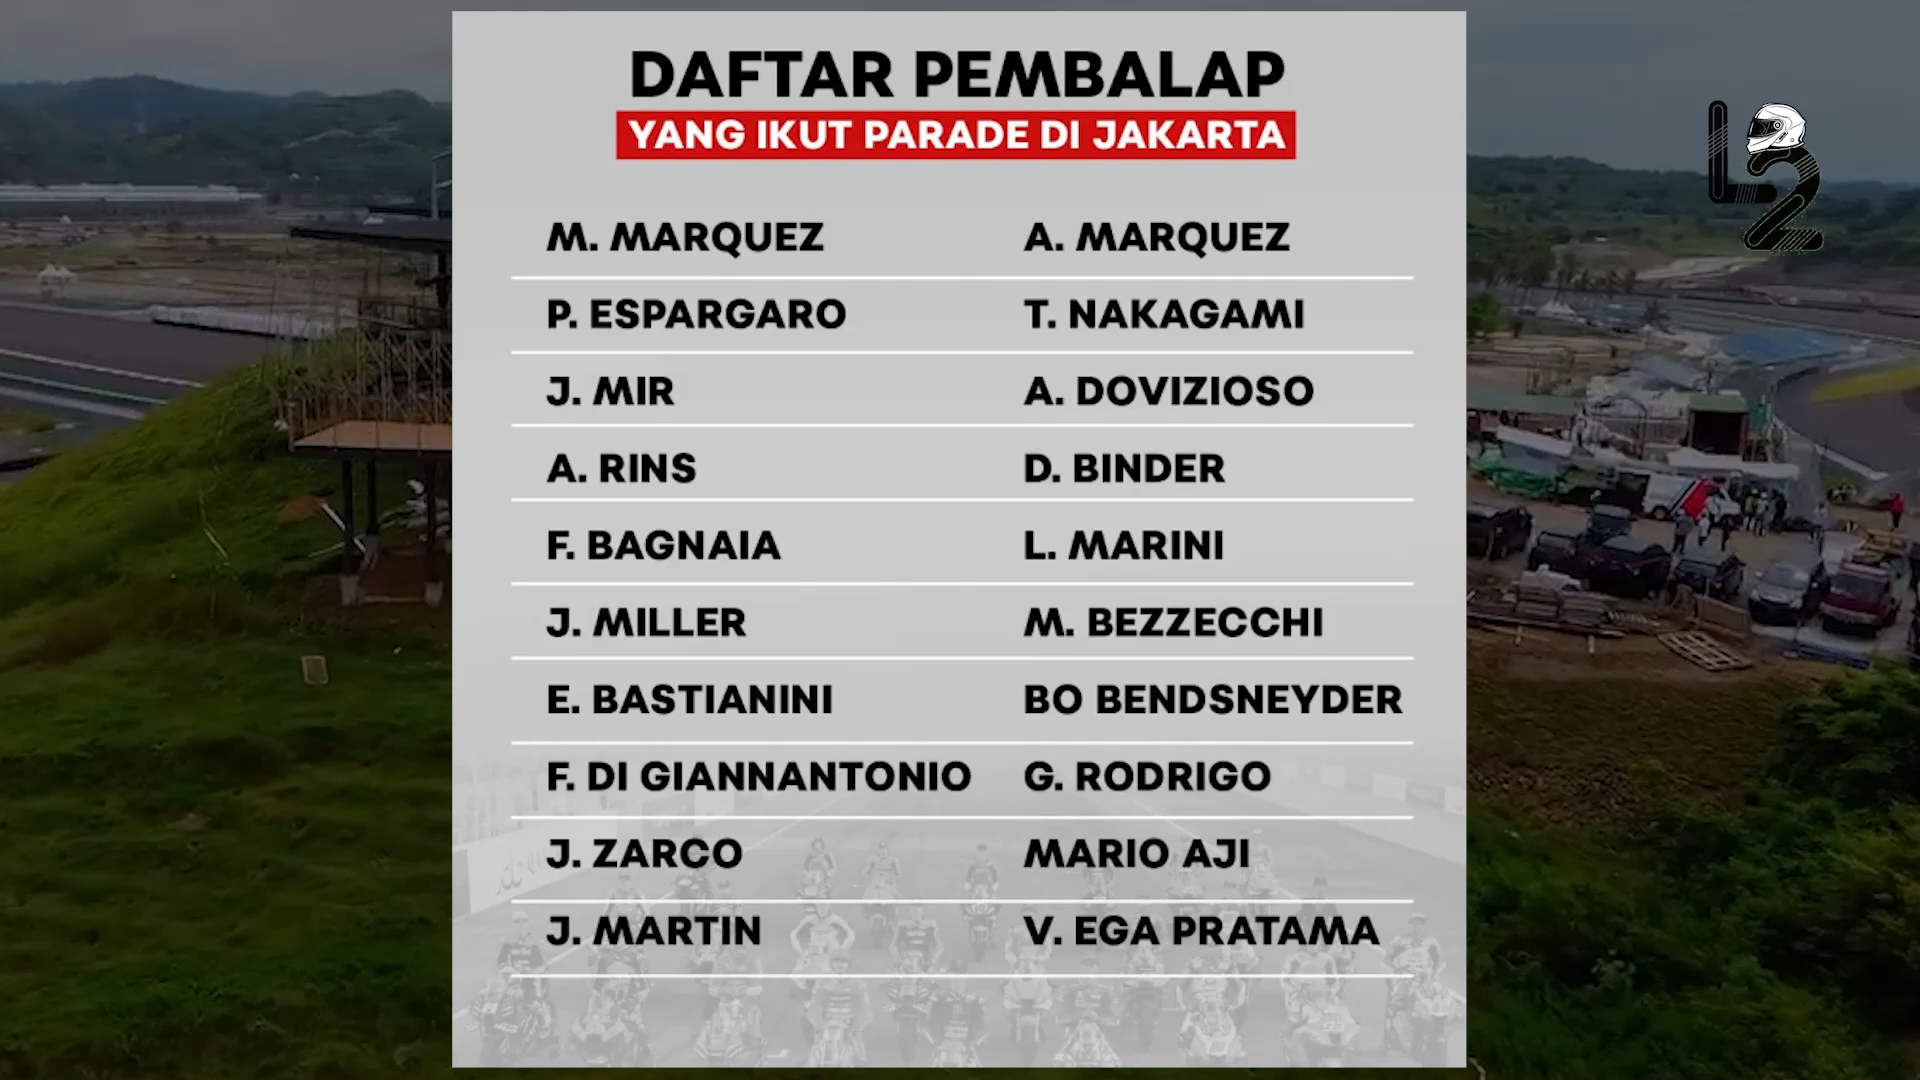 DAFTAR PEMBALAP
YANG IKUT PARADE DI JAKARTA
M. MARQUEZ
A. MARQUEZ
P. ESPARGARO
T. NAKAGAMI
J. MIR
A. DOVIZIOSO
A. RINS
D. BINDER
F. BAGNAIA
L. MARINI
J. MILLER
M. BEZZECCHI
E. BASTIANINI
BO BENDSNEYDER
F. DI GIANNANTONIO
G. RODRIGO
J. ZARCO
MARIO AJI
J. MARTIN
V. EGA PRATAMA
L2